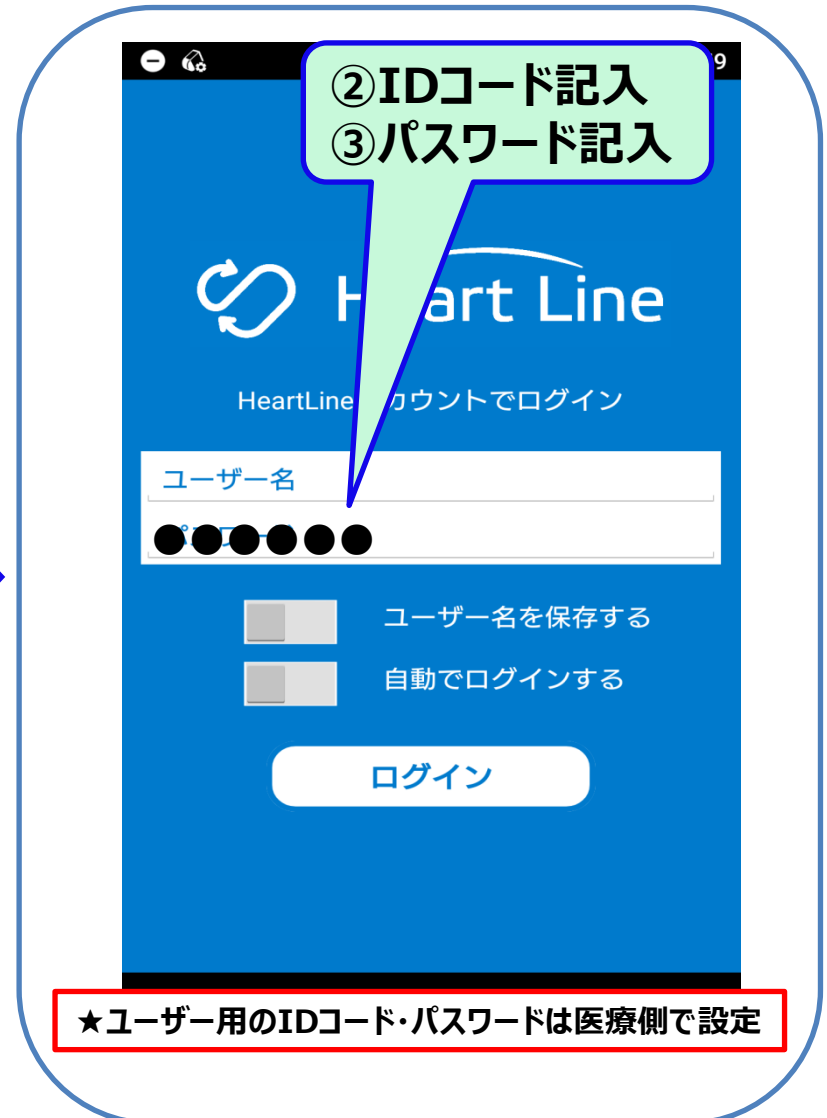 9
②IDコード記入
③パスワード記入
art Line
HeartLine カウントでログイン
ユーザー名
●●●●●●
ユーザー名を保存する
自動でログインする
ログイン
★ユーザー用のIDコード・パスワードは医療側で設定